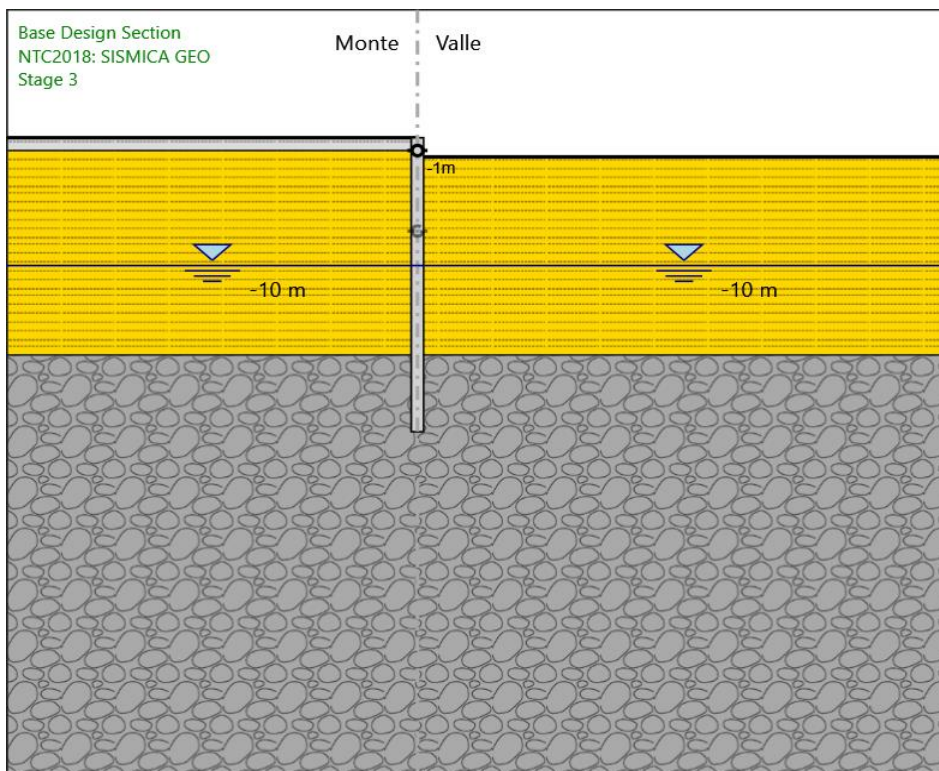 Base Design Section
NTC2018: SISMICA GEO
Stage 3
Monte
Valle
-1m
-10 m
-10 m